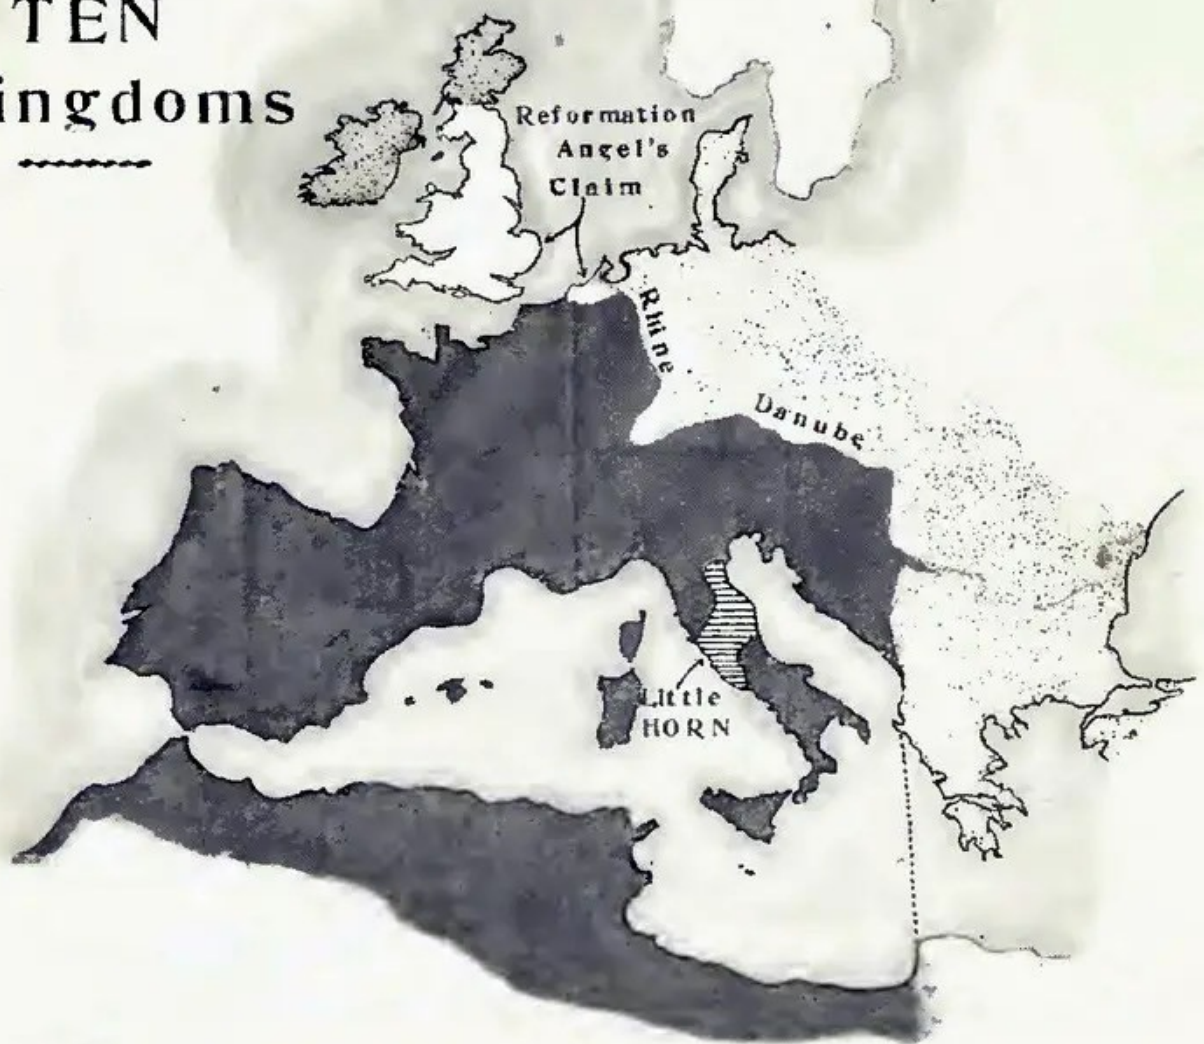 TEN
ingdoms
Reformation
Angel's
Claim
Rhine
Danube
Little
HORN